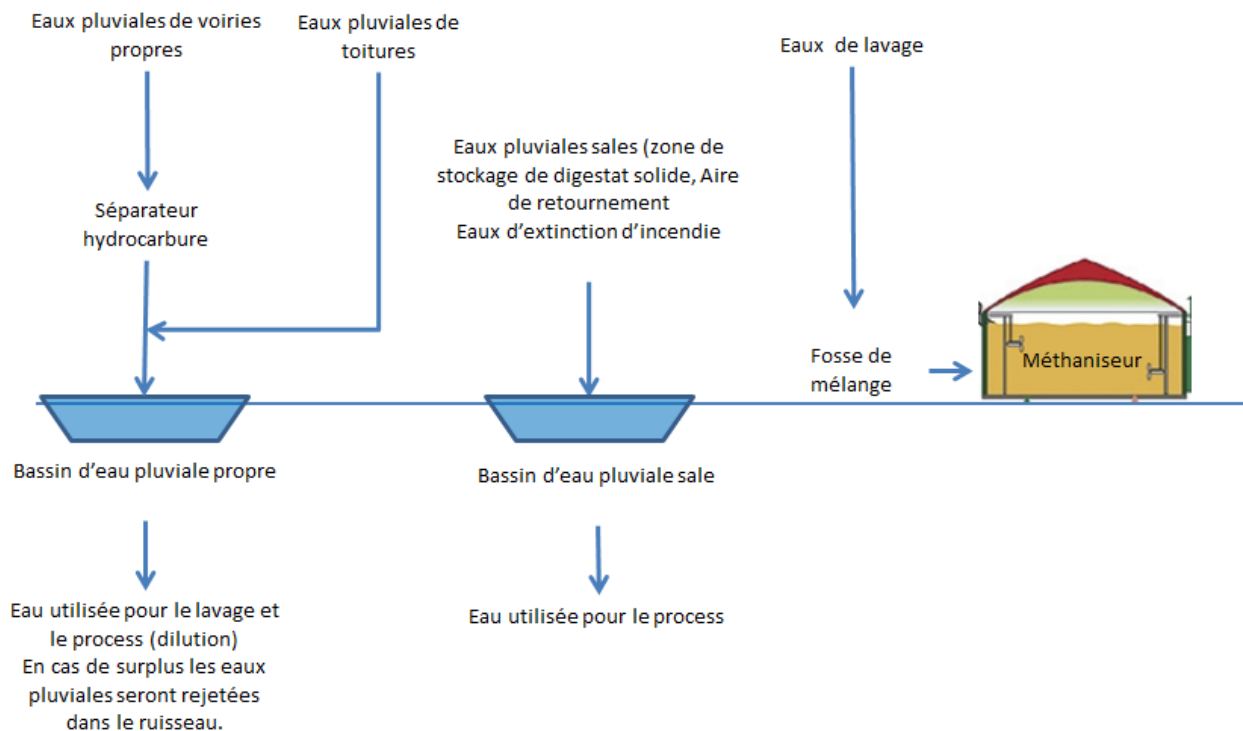 Eaux pluviales de voiries
propres
Eaux pluviales de
toitures
Eaux de lavage
Eaux pluviales sales (zone de
stockage de digestat solide, Aire
de retournement
Eaux d’extinction d’incendie
Séparateur
hydrocarbure
Fosse de
mélange
Méthaniseur
Bassin d’eau pluviale propre
Bassin d’eau pluviale sale
Eau utilisée pour le lavage et
le process (dilution)
En cas de surplus les eaux
pluviales seront rejetées
dans le ruisseau.
Eau utilisée pour le process